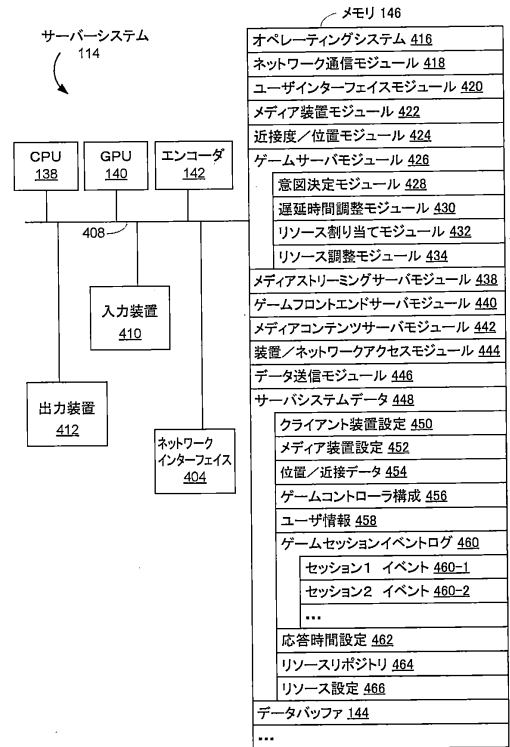 サーバーシステム
114
CPU
138
GPU
140
エンコーダ
142
408
入力装置
410
出力装置
412
ネットワーク
インターフェイス
404
メモリ 146
オペレーティングシステム 416
ネットワーク通信モジュール 418
ユーザインターフェイスモジュール 420
メディア装置モジュール 422
近接度／位置モジュール 424
ゲームサーバモジュール 426
意図決定モジュール 428
遅延時間調整モジュール 430
リソース割り当てモジュール 432
リソース調整モジュール 434
メディアストリーミングサーバモジュール 438
ゲームフロントエンドサーバモジュール 440
メディアコンテンツサーバモジュール 442
装置／ネットワークアクセスモジュール 444
データ送信モジュール 446
サーバシステムデータ 448
クライアント装置設定 450
メディア装置設定 452
位置／近接データ 454
ゲームコントローラ構成 456
ユーザ情報 458
ゲームセッションイベントログ 460
セッション1 イベント 460-1
セッション2 イベント 460-2
...
応答時間設定 462
リソースリポジトリ 464
リソース設定 466
データバッファ 144
...